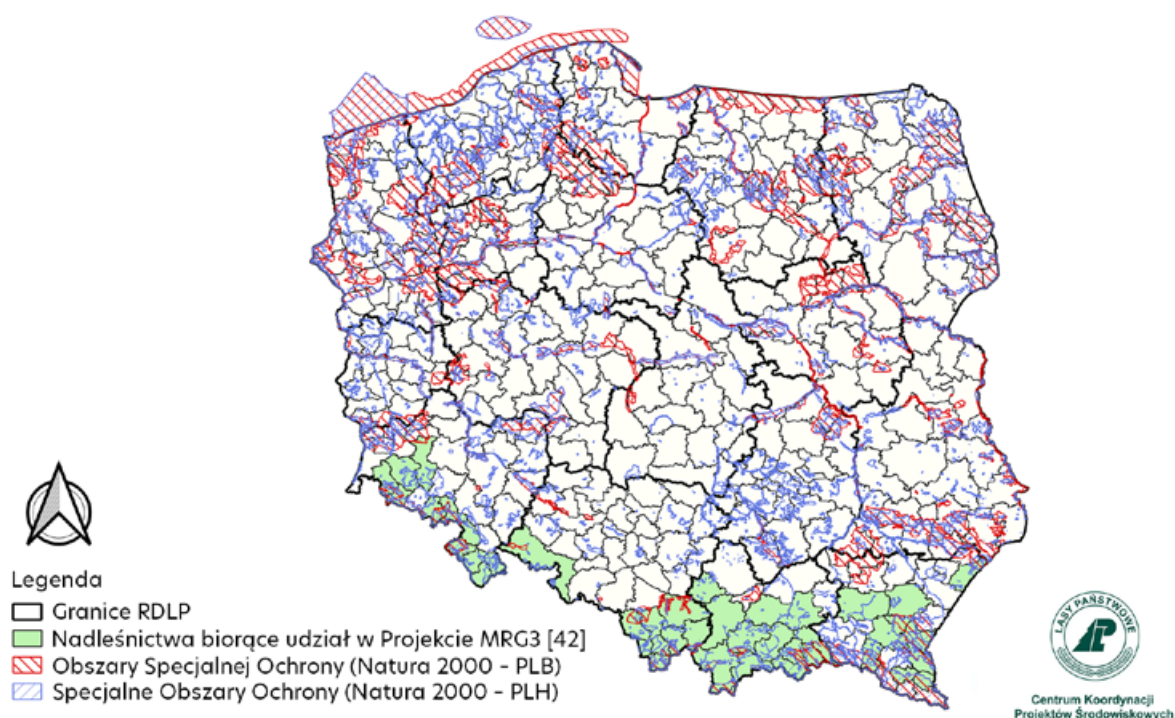 Legenda
Granice RDLP
Nadleśnictwa biorące udział w Projekcie MRG3 [42]
Obszary Specjalnej Ochrony (Natura 2000 - PLB)
Specjalne Obszary Ochrony (Natura 2000 - PLH)
LASY PAŃSTWOWE
Centrum Koordynacji
Projektów Środowiskowych